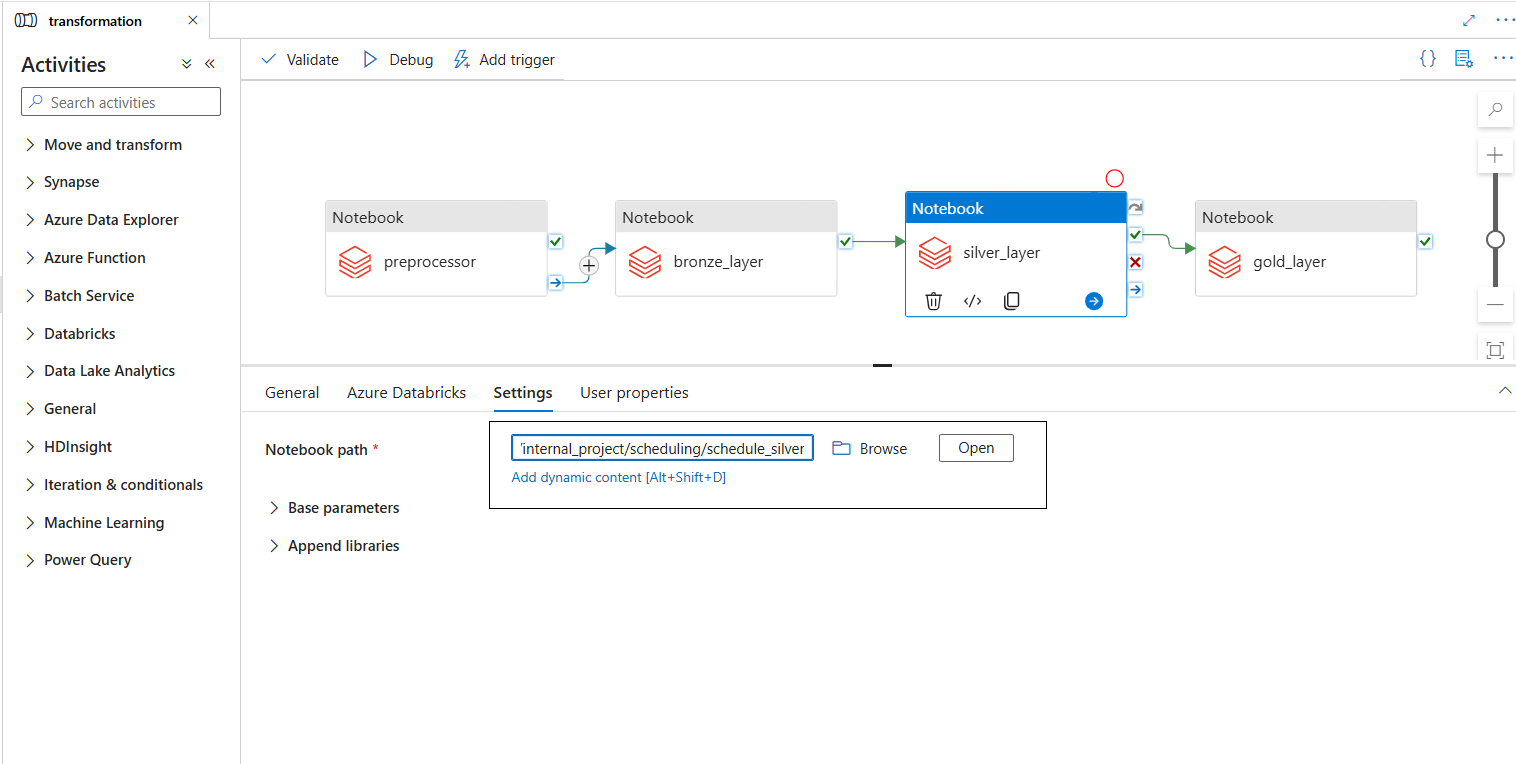 transformation
Activities
Search activities
Move and transform
Synapse
Azure Data Explorer
Azure Function
Batch Service
Databricks
Data Lake Analytics
General
HDInsight
Iteration & conditionals
Machine Learning
Power Query
Validate
Debug
Add trigger
Notebook
preprocessor
Notebook
bronze_layer
Notebook
silver_layer
Notebook
gold_layer
General
Azure Databricks
Settings
User properties
Notebook path *
internal_project/scheduling/schedule_silver
Browse
Open
Add dynamic content [Alt+Shift+D]
Base parameters
Append libraries